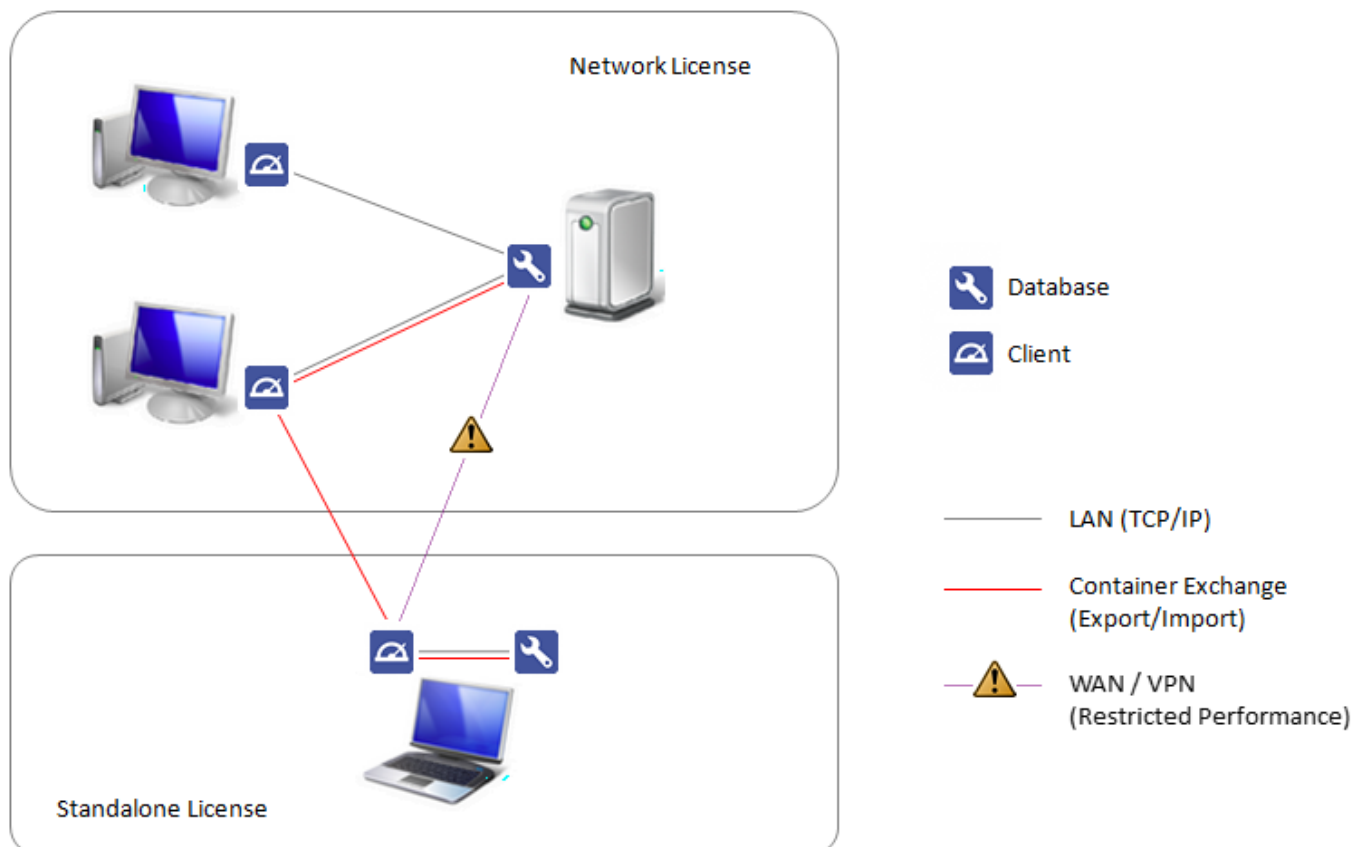 Network License
Database
Client
LAN (TCP/IP)
Container Exchange
(Export/Import)
WAN / VPN
(Restricted Performance)
Standalone License